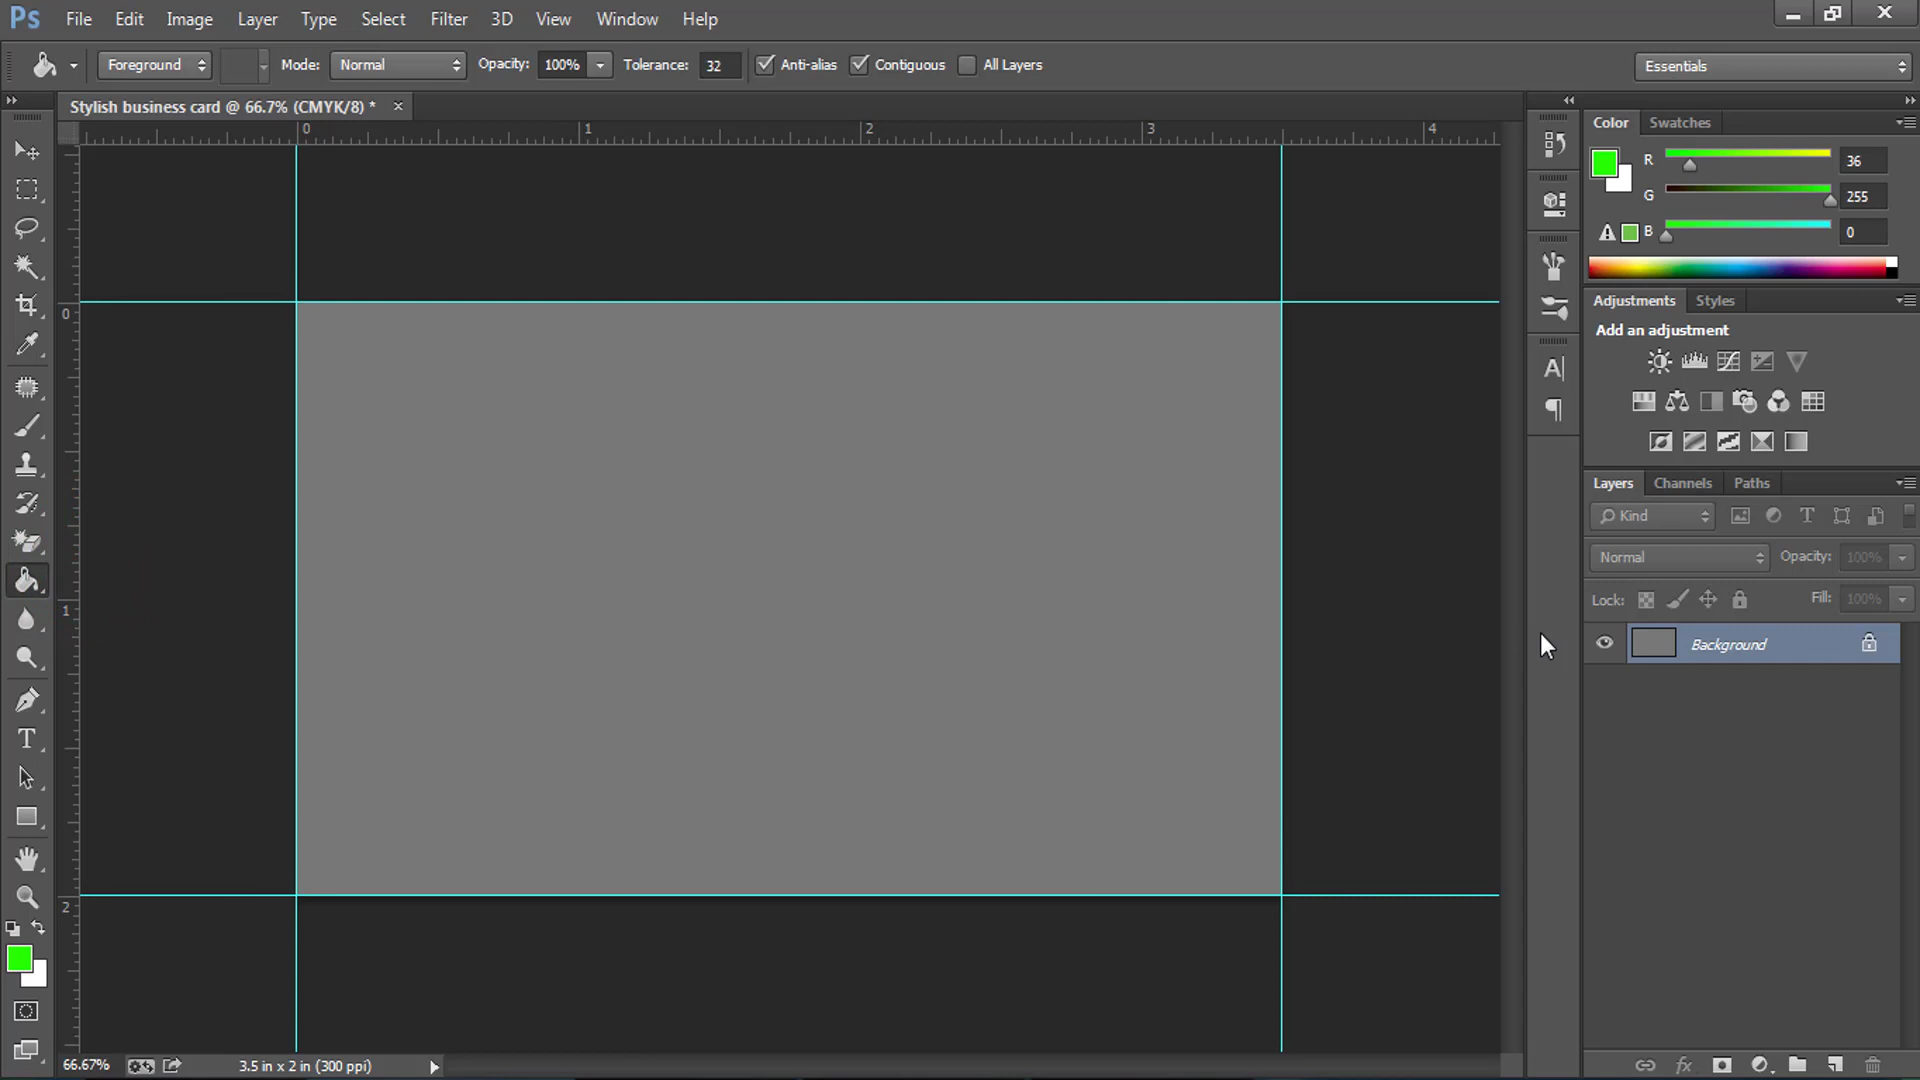 Ps File Edit Image Layer Type Select Filter 3D View Window Help
Foreground Mode: Normal Opacity: 100% Tolerance: 32 Anti-alias Contiguous All Layers Essentials
Stylish business card @ 66.7% (CMYK/8) * ×
0 1 2 3 4
0
1
2
Color Swatches
R 36
G 255
B 0
Adjustments Styles
Add an adjustment
Layers Channels Paths
Kind
Normal Opacity: 100%
Lock: Fill: 100%
Background
66.67% 3.5 in x 2 in (300 ppi)